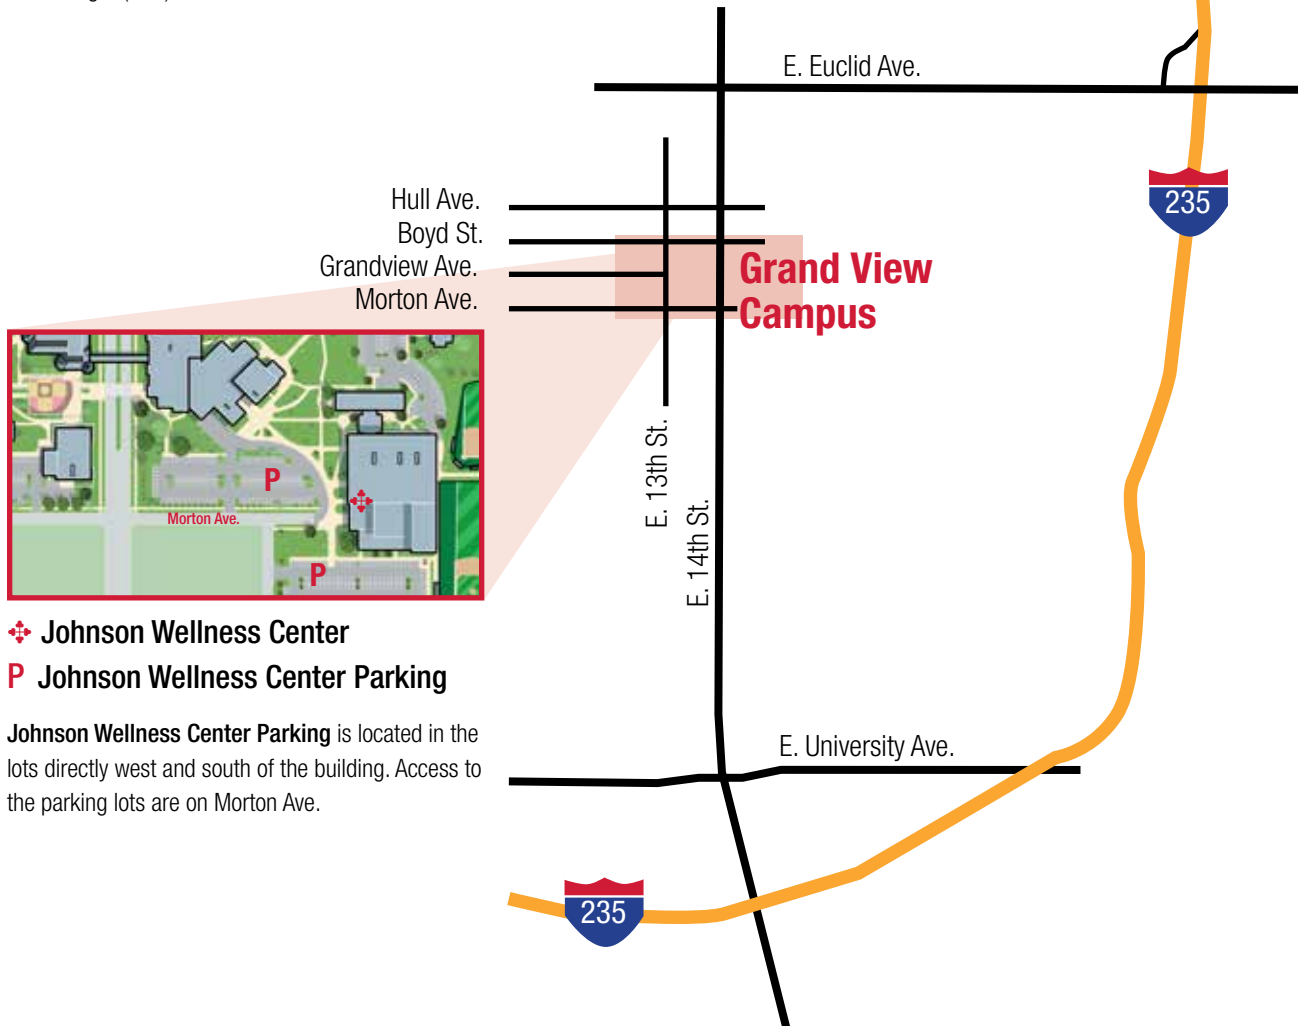 E. Euclid Ave.
235
Hull Ave.
Boyd St.
Grandview Ave.
Morton Ave.
Grand View
Campus
E. 13th St.
E. 14th St.
P
Morton Ave.
P
Johnson Wellness Center
P Johnson Wellness Center Parking
Johnson Wellness Center Parking is located in the
lots directly west and south of the building. Access to
the parking lots are on Morton Ave.
E. University Ave.
235